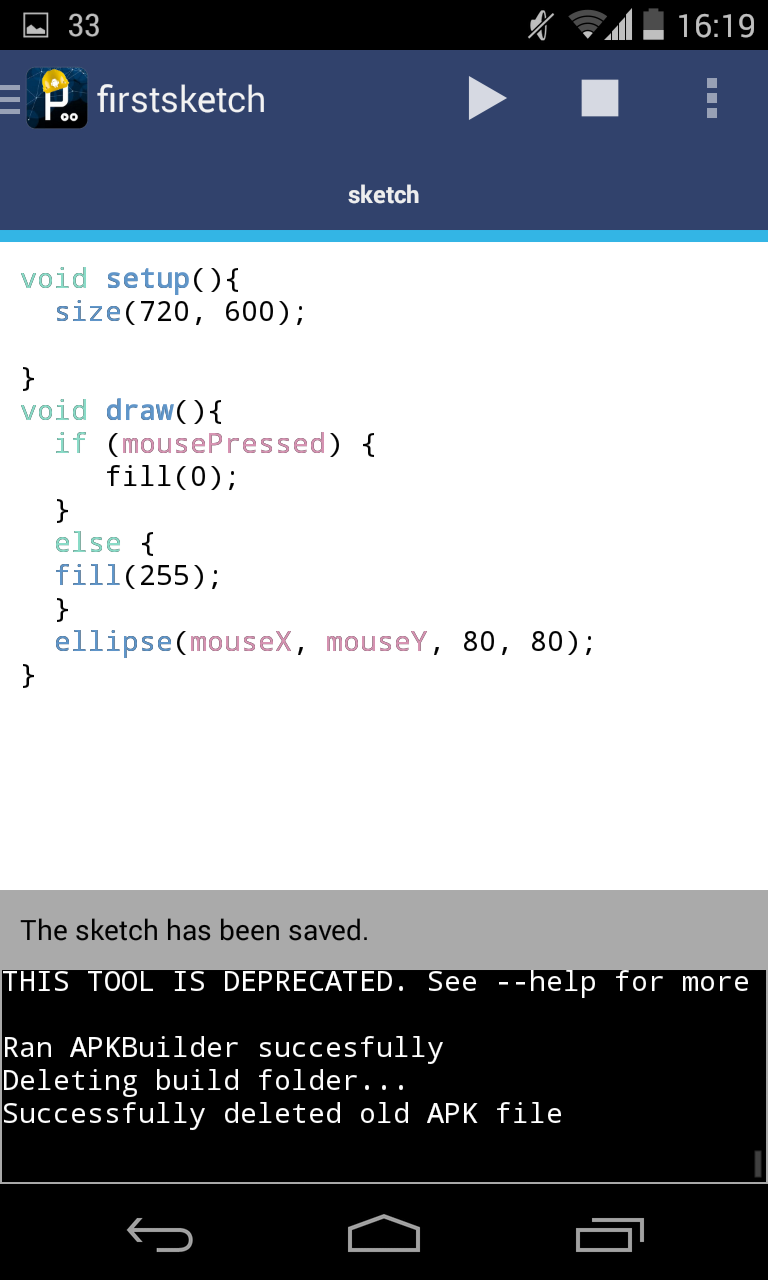 33 16:19
firstsketch
sketch
void setup(){
  size(720, 600);

}
void draw(){
  if (mousePressed) {
     fill(0);
  }
  else {
  fill(255);
  }
  ellipse(mouseX, mouseY, 80, 80);
}
The sketch has been saved.
THIS TOOL IS DEPRECATED. See --help for more
Ran APKBuilder succesfully
Deleting build folder...
Successfully deleted old APK file